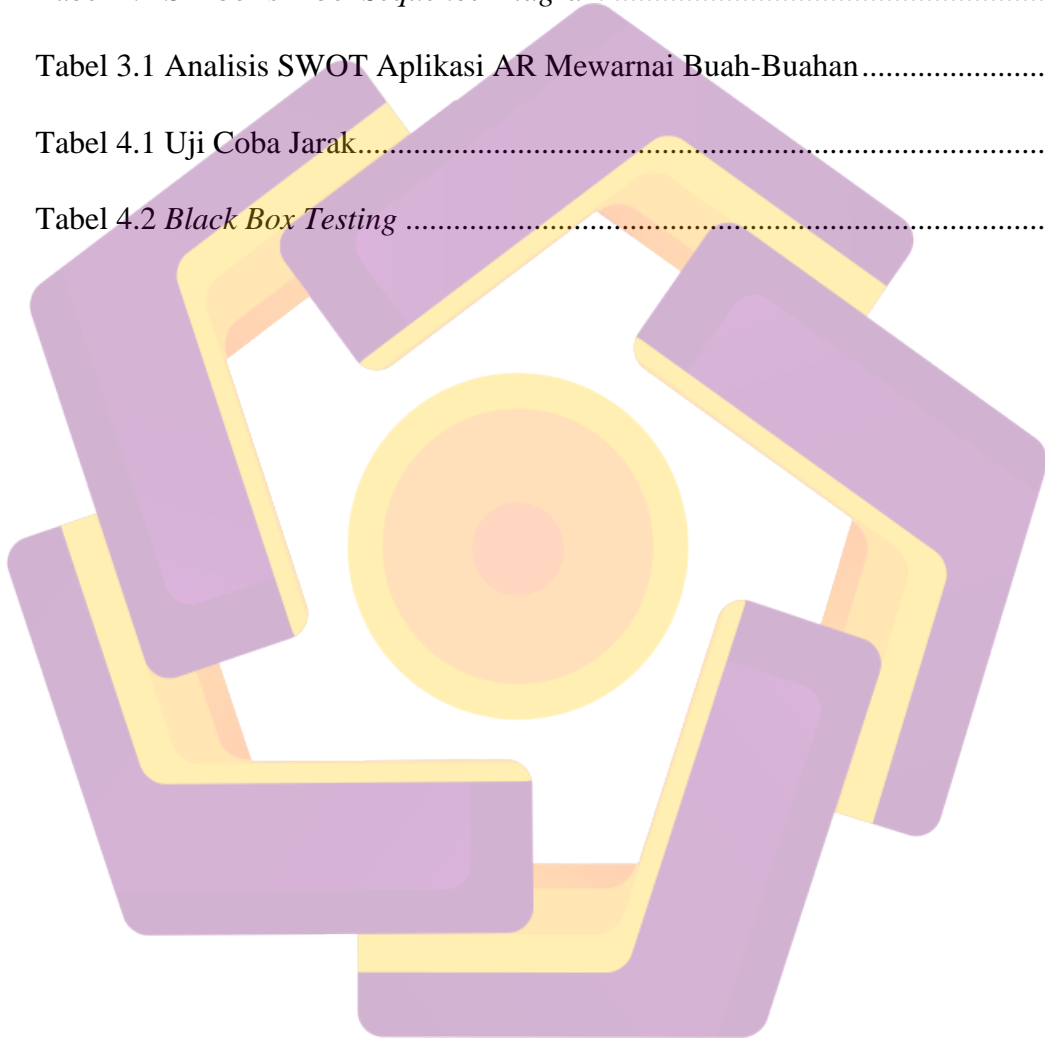 Tabel 3.1 Analisis SWOT Aplikasi AR Mewarnai Buah-Buahan.......................
Tabel 4.1 Uji Coba Jarak.....................................................................................
Tabel 4.2 Black Box Testing ................................................................................